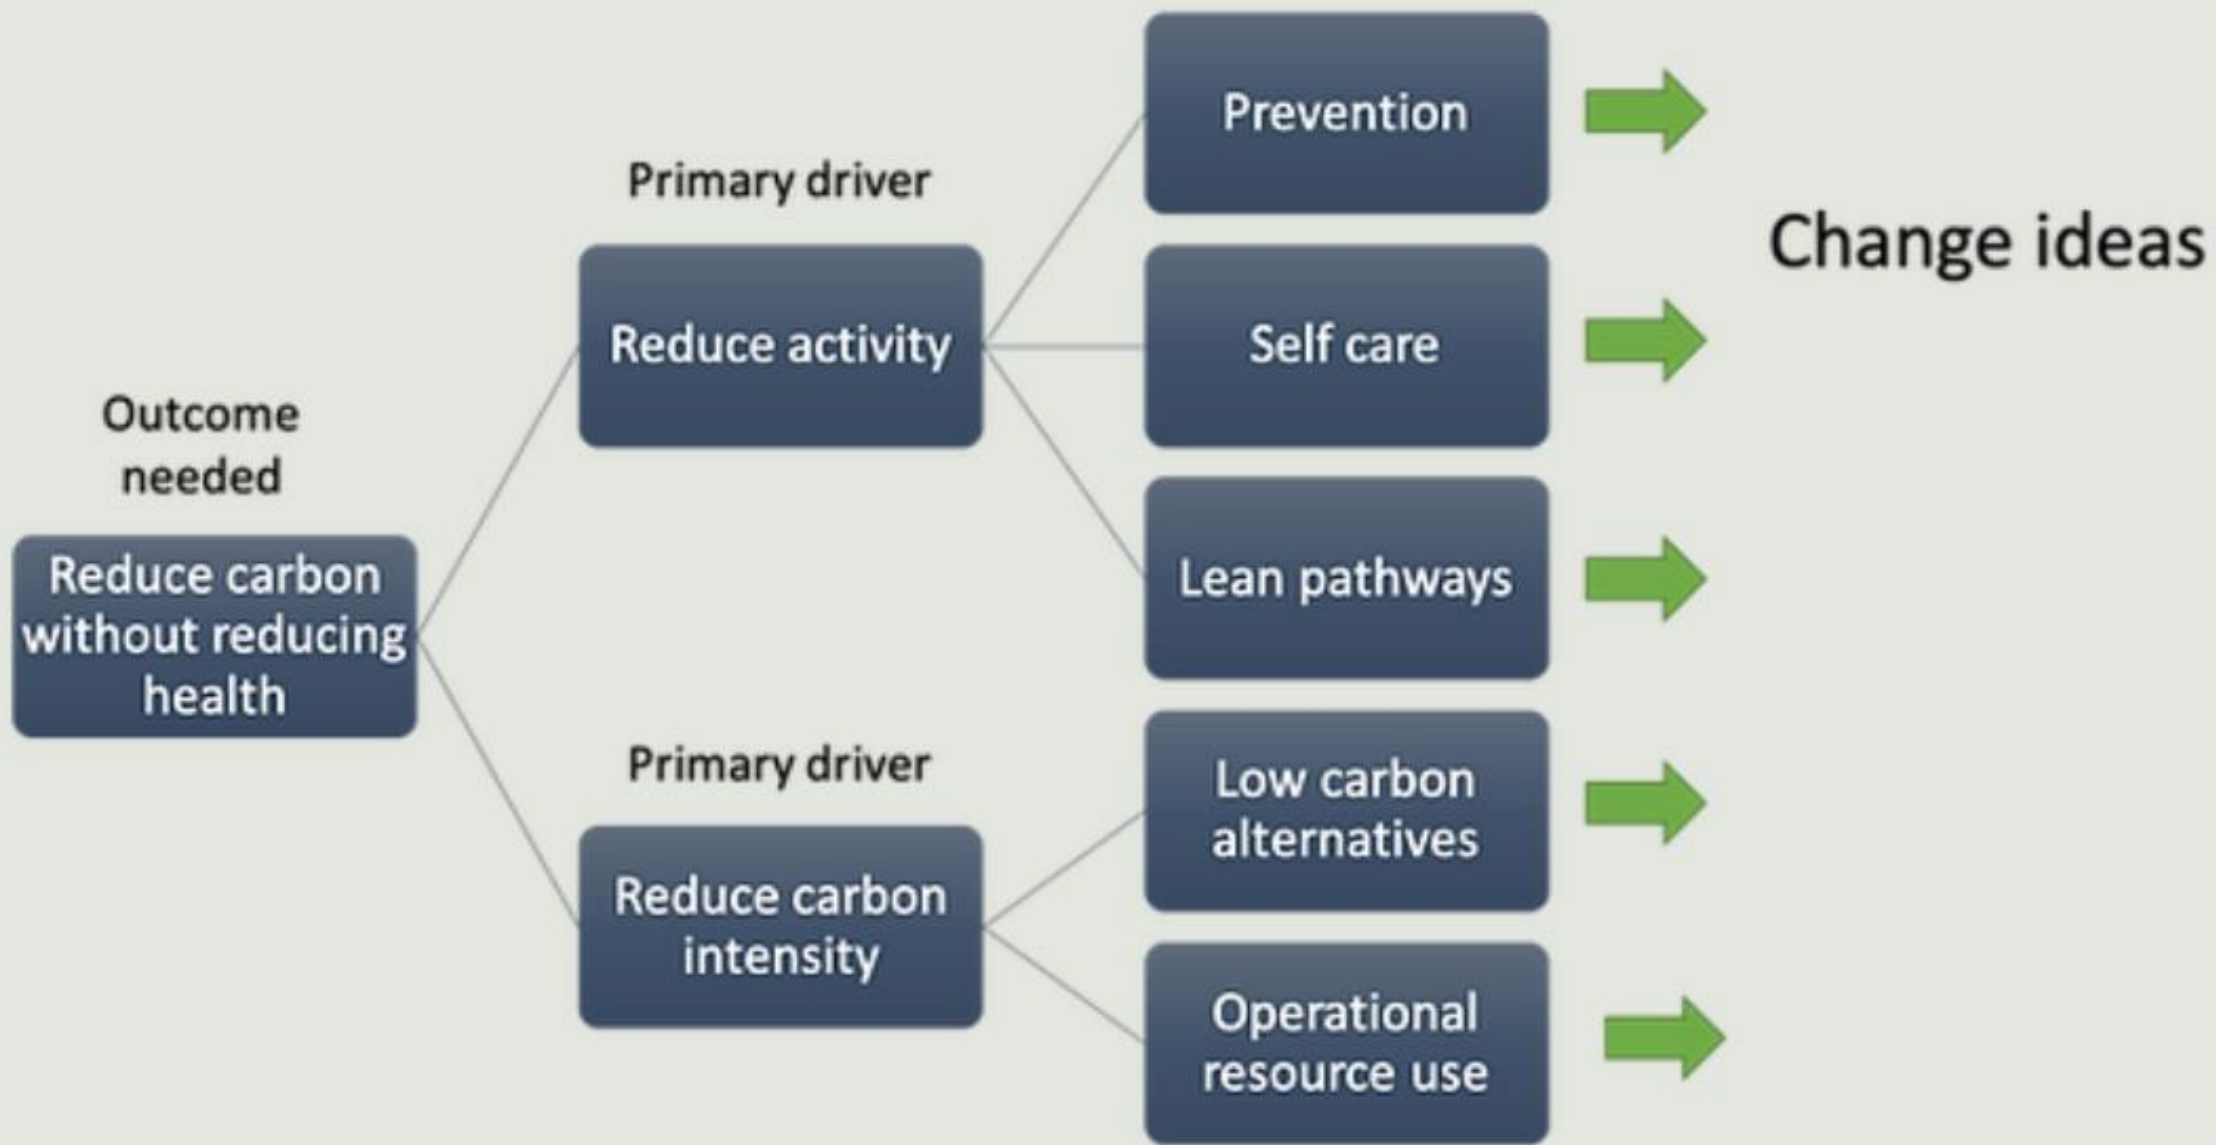 Outcome
needed
Reduce carbon
without reducing
health
Primary driver
Reduce activity
Primary driver
Reduce carbon
intensity
Prevention
Self care
Lean pathways
Low carbon
alternatives
Operational
resource use
Change ideas